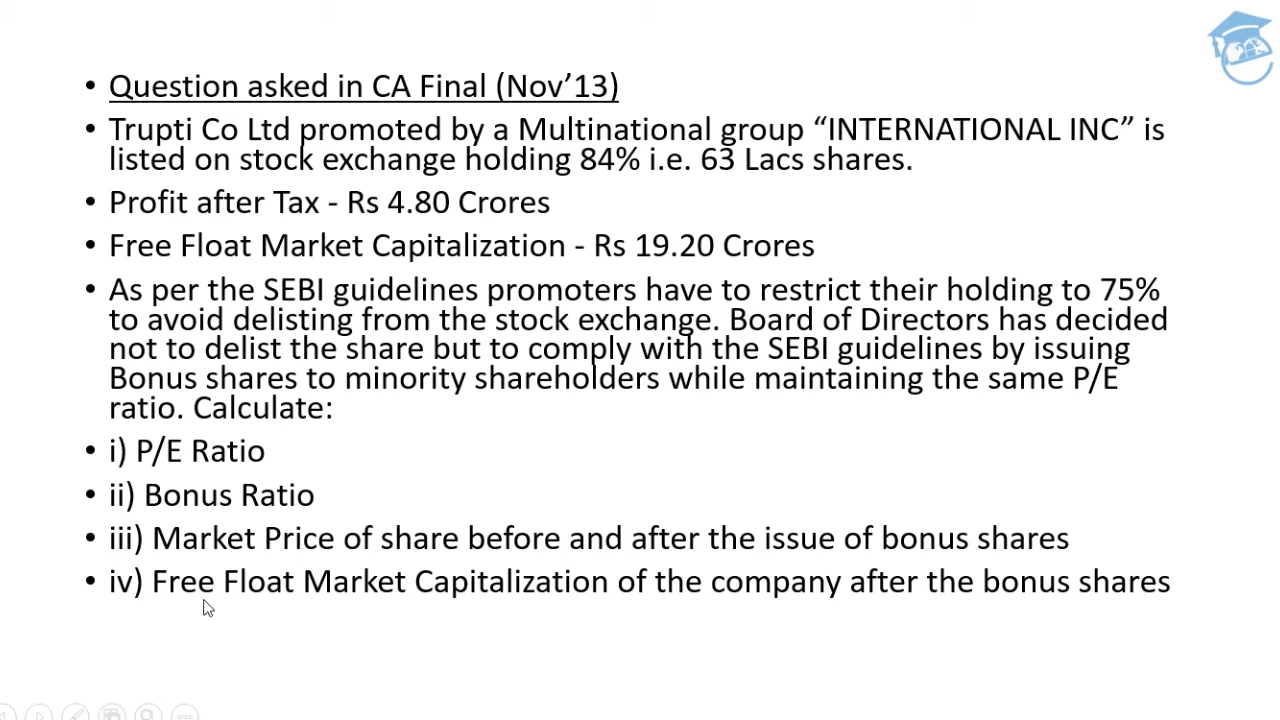 • Question asked in CA Final (Nov’13)
• Trupti Co Ltd promoted by a Multinational group “INTERNATIONAL INC” is
listed on stock exchange holding 84% i.e. 63 Lacs shares.
• Profit after Tax - Rs 4.80 Crores
• Free Float Market Capitalization - Rs 19.20 Crores
• As per the SEBI guidelines promoters have to restrict their holding to 75%
to avoid delisting from the stock exchange. Board of Directors has decided
not to delist the share but to comply with the SEBI guidelines by issuing
Bonus shares to minority shareholders while maintaining the same P/E
ratio. Calculate:
• i) P/E Ratio
• ii) Bonus Ratio
• iii) Market Price of share before and after the issue of bonus shares
• iv) Free Float Market Capitalization of the company after the bonus shares